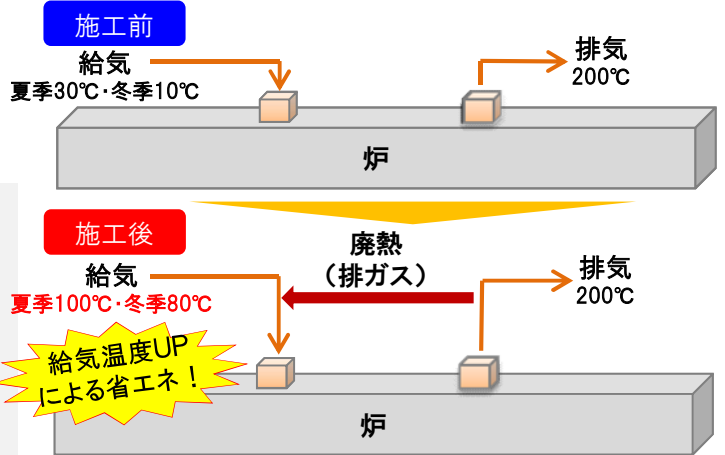 施工前
給気
夏季30℃･冬季10℃
排気
200℃
炉
施工後
給気
夏季100℃･冬季80℃
廃熱
（排ガス）
排気
200℃
給気温度UP
による省エネ！
炉